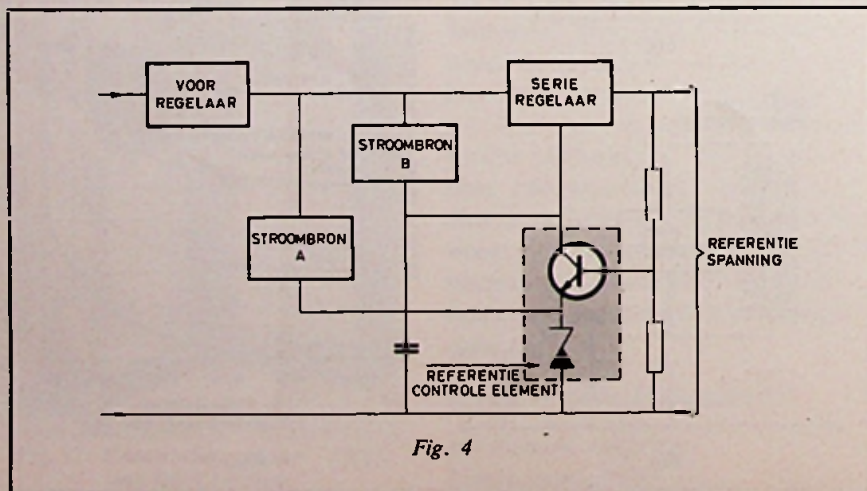 VOOR
REGELAAR
SERIE
REGELAAR
STROOMBRON
B
STROOMBRON
A
REFERENTIE
SPANNING
REFERENTIE
CONTROLE ELEMENT
Fig. 4